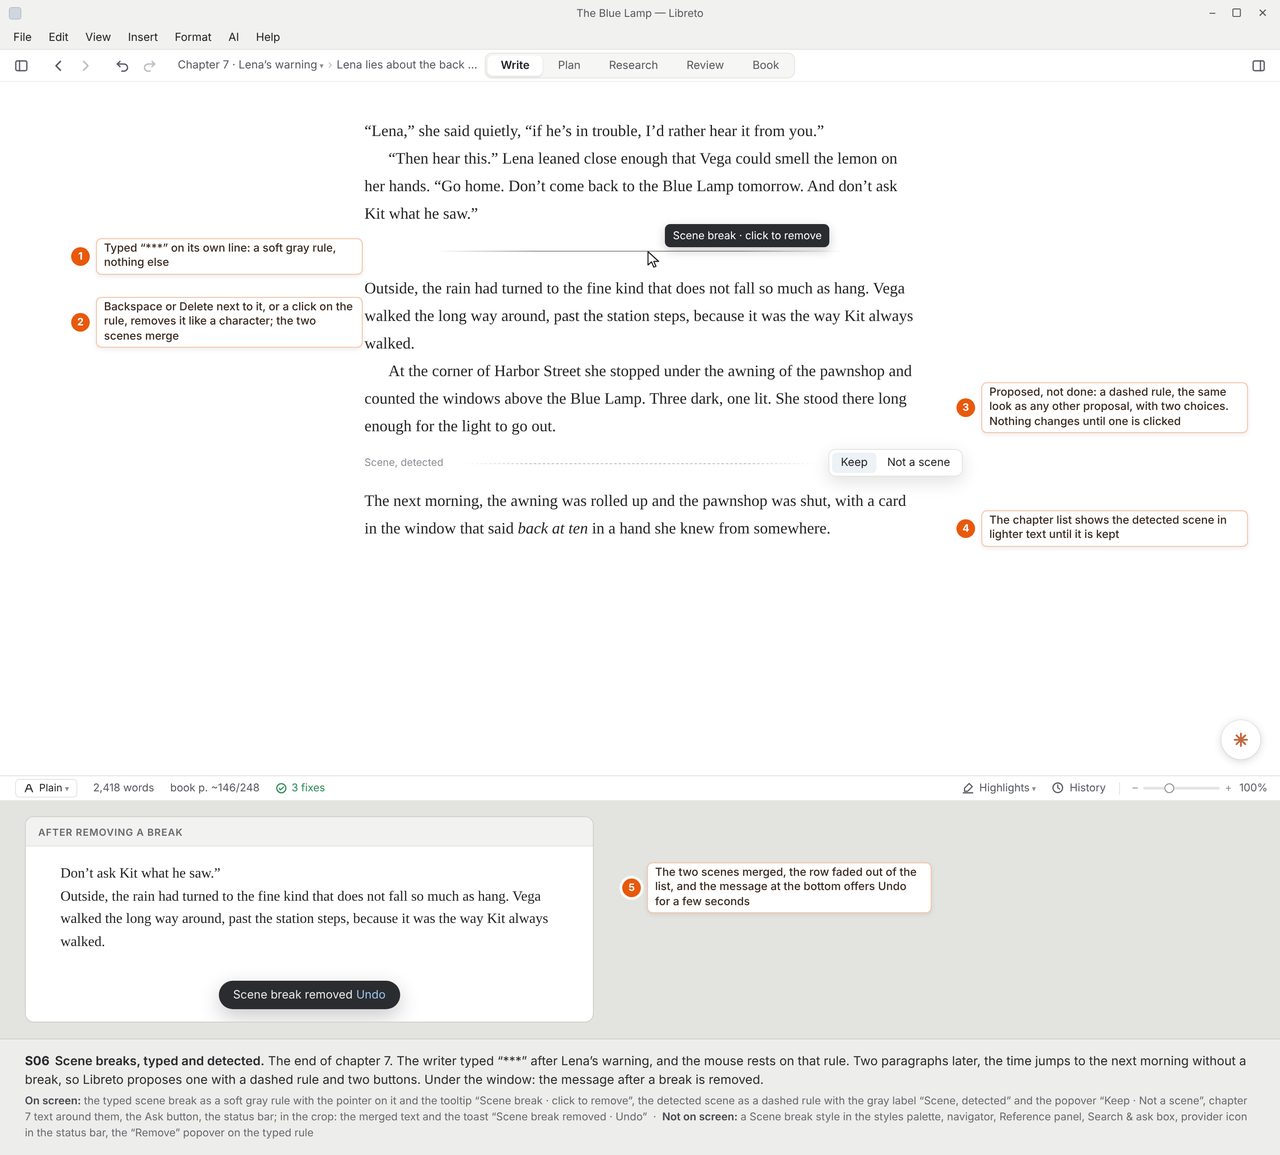 The Blue Lamp — Libreto
File Edit View Insert Format AI Help
Chapter 7 · Lena’s warning › Lena lies about the back ...
Write Plan Research Review Book
“Lena,” she said quietly, “if he’s in trouble, I’d rather hear it from you.”
“Then hear this.” Lena leaned close enough that Vega could smell the lemon on
her hands. “Go home. Don’t come back to the Blue Lamp tomorrow. And don’t ask
Kit what he saw.”
Scene break · click to remove
1
Typed “***” on its own line: a soft gray rule,
nothing else
2
Backspace or Delete next to it, or a click on the
rule, removes it like a character; the two
scenes merge
Outside, the rain had turned to the fine kind that does not fall so much as hang. Vega
walked the long way around, past the station steps, because it was the way Kit always
walked.
At the corner of Harbor Street she stopped under the awning of the pawnshop and
counted the windows above the Blue Lamp. Three dark, one lit. She stood there long
enough for the light to go out.
3
Proposed, not done: a dashed rule, the same
look as any other proposal, with two choices.
Nothing changes until one is clicked
Scene, detected
Keep Not a scene
The next morning, the awning was rolled up and the pawnshop was shut, with a card
in the window that said back at ten in a hand she knew from somewhere.
4
The chapter list shows the detected scene in
lighter text until it is kept
A Plain 2,418 words book p. ~146/248 3 fixes Highlights History − + 100%
AFTER REMOVING A BREAK
Don’t ask Kit what he saw.”
Outside, the rain had turned to the fine kind that does not fall so much as hang. Vega
walked the long way around, past the station steps, because it was the way Kit always
walked.
Scene break removed Undo
5
The two scenes merged, the row faded out of the
list, and the message at the bottom offers Undo
for a few seconds
S06 Scene breaks, typed and detected. The end of chapter 7. The writer typed “***” after Lena’s warning, and the mouse rests on that rule. Two paragraphs later, the time jumps to the next morning without a
break, so Libreto proposes one with a dashed rule and two buttons. Under the window: the message after a break is removed.
On screen: the typed scene break as a soft gray rule with the pointer on it and the tooltip “Scene break · click to remove”, the detected scene as a dashed rule with the gray label “Scene, detected” and the popover “Keep · Not a scene”, chapter
7 text around them, the Ask button, the status bar; in the crop: the merged text and the toast “Scene break removed · Undo” · Not on screen: a Scene break style in the styles palette, navigator, Reference panel, Search & ask box, provider icon
in the status bar, the “Remove” popover on the typed rule